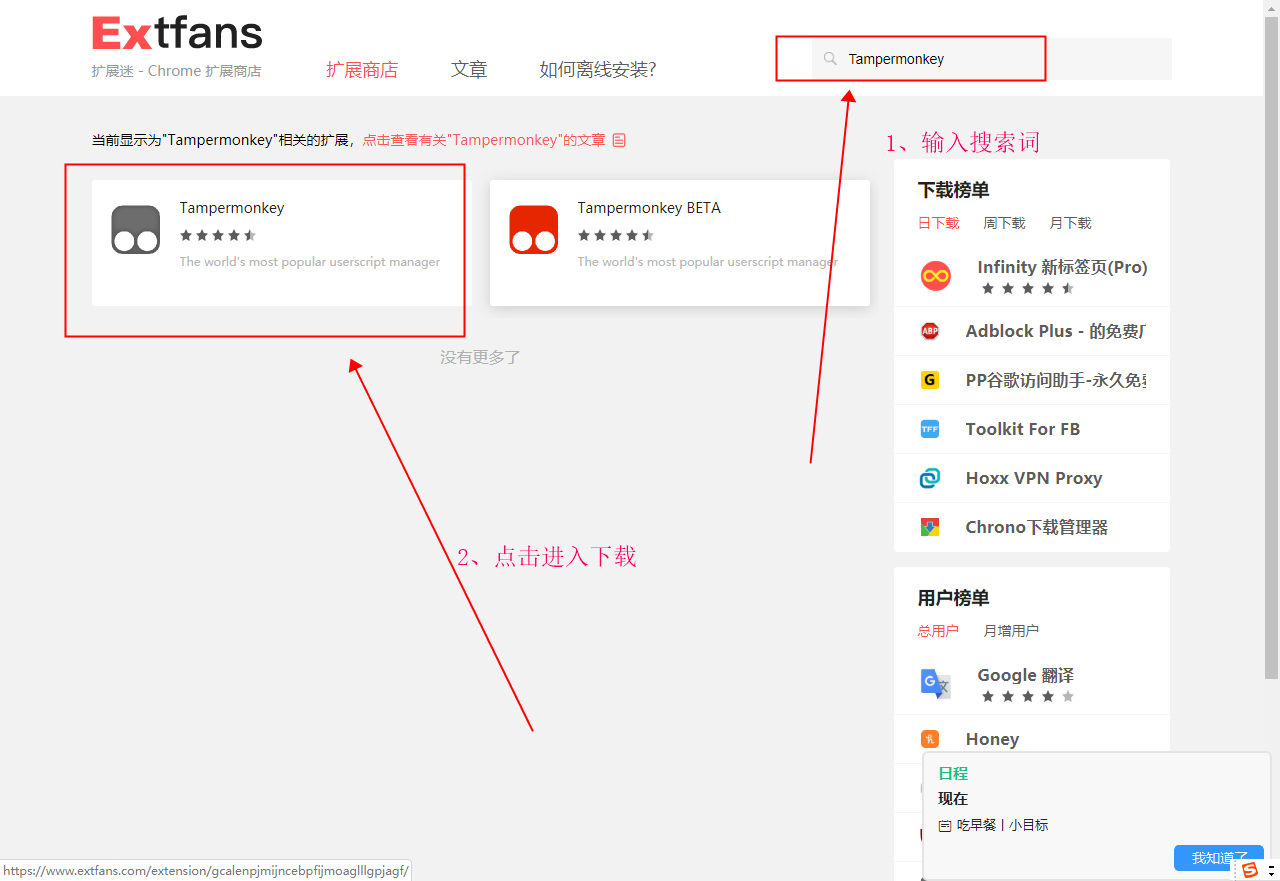 Extfans
扩展迷 - Chrome 扩展商店
扩展商店
文章
如何离线安装?
Tampermonkey
当前显示为"Tampermonkey"相关的扩展，点击查看有关"Tampermonkey"的文章
1、输入搜索词
Tampermonkey
The world's most popular userscript manager
Tampermonkey BETA
The world's most popular userscript manager
没有更多了
2、点击进入下载
下载榜单
日下载 周下载 月下载
Infinity 新标签页(Pro)
ABP
Adblock Plus - 的免费
G
PP谷歌访问助手-永久免
TFF
Toolkit For FB
Hoxx VPN Proxy
Chrono下载管理器
用户榜单
总用户 月增用户
G 文
Google 翻译
Honey
日程
现在
吃早餐丨小目标
我知道了
S
https://www.extfans.com/extension/gcalenpjmijncebpfijmoaglllgpjagf/